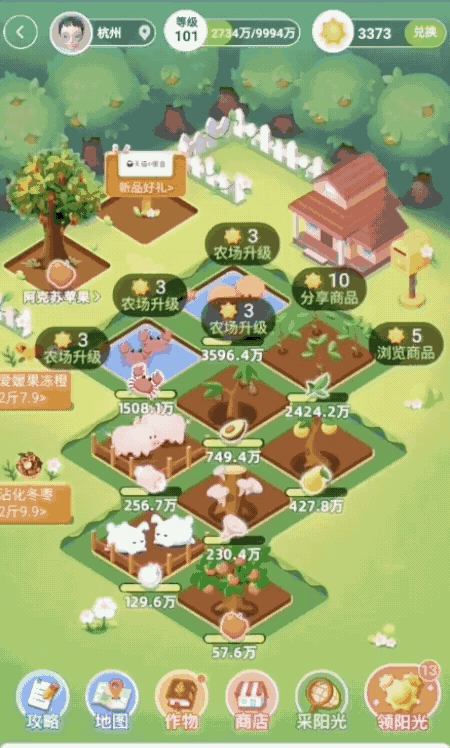 杭州
等级
101
2734万/9994万
3373
兑换
新品好礼>
阿克苏苹果>
3
农场升级
3
农场升级
3
农场升级
3
农场升级
10
分享商品
5
浏览商品
3596.4万
1508.1万
2424.2万
爱媛果冻橙
2斤7.9>
749.4万
256.7万
427.8万
沾化冬枣
2斤9.9>
230.4万
129.6万
57.6万
13
攻略
地图
作物
商店
采阳光
领阳光